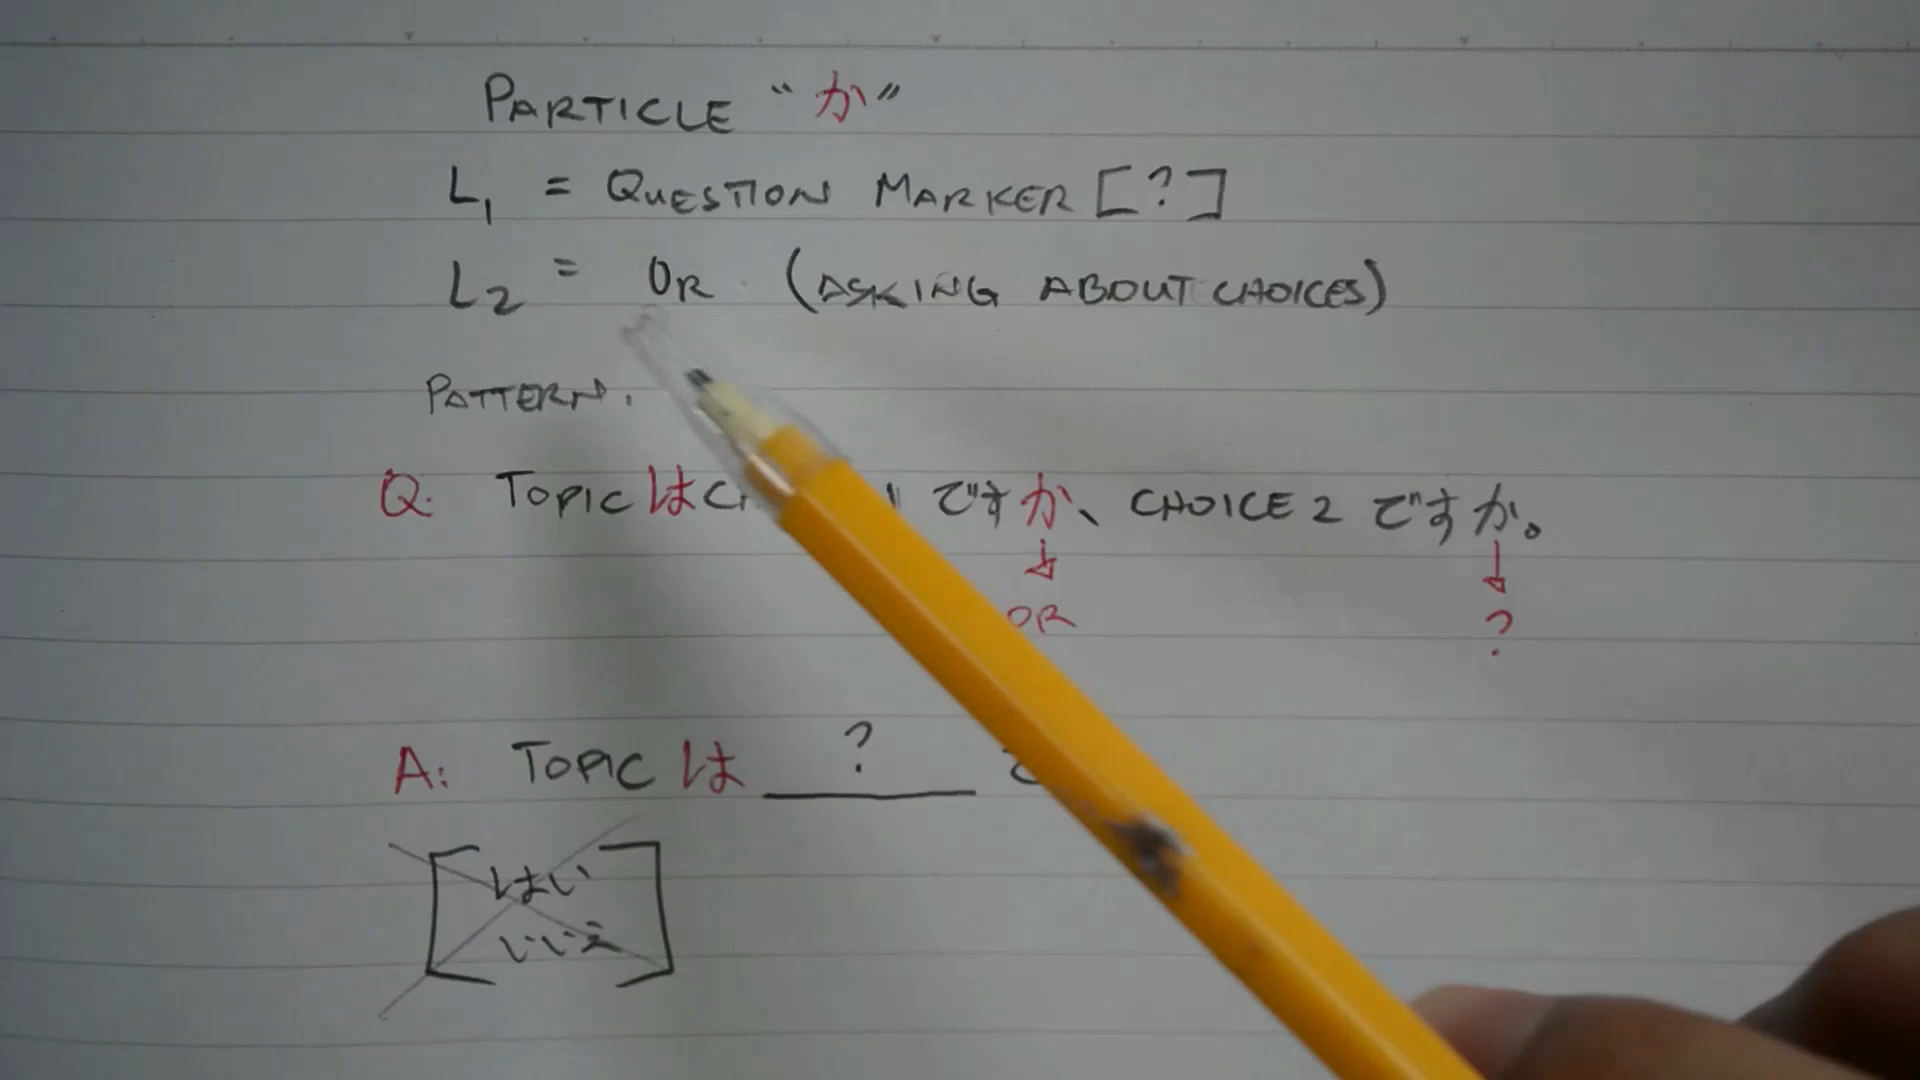 PARTICLE "か"
L1 = QUESTION MARKER [?]
L2 = OR (ASKING ABOUT CHOICES)
PATTERN.
Q. TOPIC は ですか、 CHOICE 2 ですか。
OR ?
A: TOPIC は ?
はい
いいえ